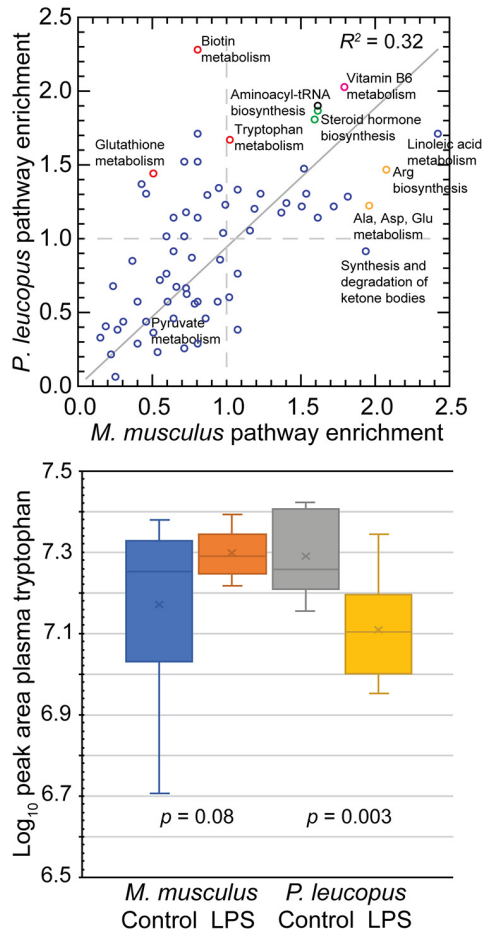 2.5
2.0
1.5
1.0
0.5
0.0
P. leucopus pathway enrichment
R² = 0.32
Biotin
metabolism
Vitamin B6
metabolism
Aminoacyl-tRNA
biosynthesis
Steroid hormone
biosynthesis
Tryptophan
metabolism
Glutathione
metabolism
Linoleic acid
metabolism
Arg
biosynthesis
Ala, Asp, Glu
metabolism
Synthesis and
degradation of
ketone bodies
Pyruvate
metabolism
0.0 0.5 1.0 1.5 2.0 2.5
M. musculus pathway enrichment
7.5
7.3
7.1
6.9
6.7
6.5
Log₁₀ peak area plasma tryptophan
p = 0.08 p = 0.003
M. musculus P. leucopus
Control LPS Control LPS